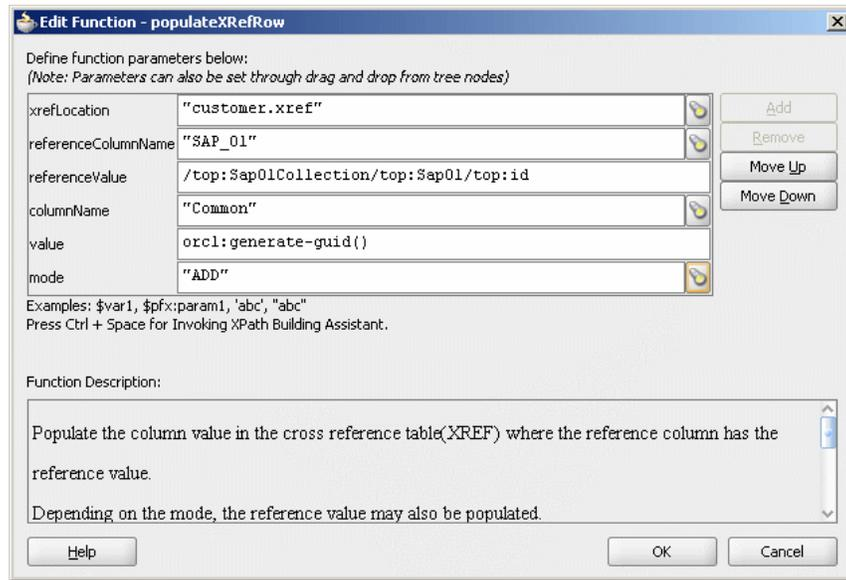 Edit Function - populateXRefRow
Define function parameters below:
(Note: Parameters can also be set through drag and drop from tree nodes)
xrefLocation "customer.xref"
referenceColumnName "SAP_01"
referenceValue /top:Sap01Collection/top:Sap01/top:id
columnName "Common"
value orcl:generate-guid()
mode "ADD"
Add
Remove
Move Up
Move Down
Examples: $var1, $pfx:param1, 'abc', "abc"
Press Ctrl + Space for Invoking XPath Building Assistant.
Function Description:
Populate the column value in the cross reference table(XREF) where the reference column has the
reference value.
Depending on the mode, the reference value may also be populated.
Help OK Cancel